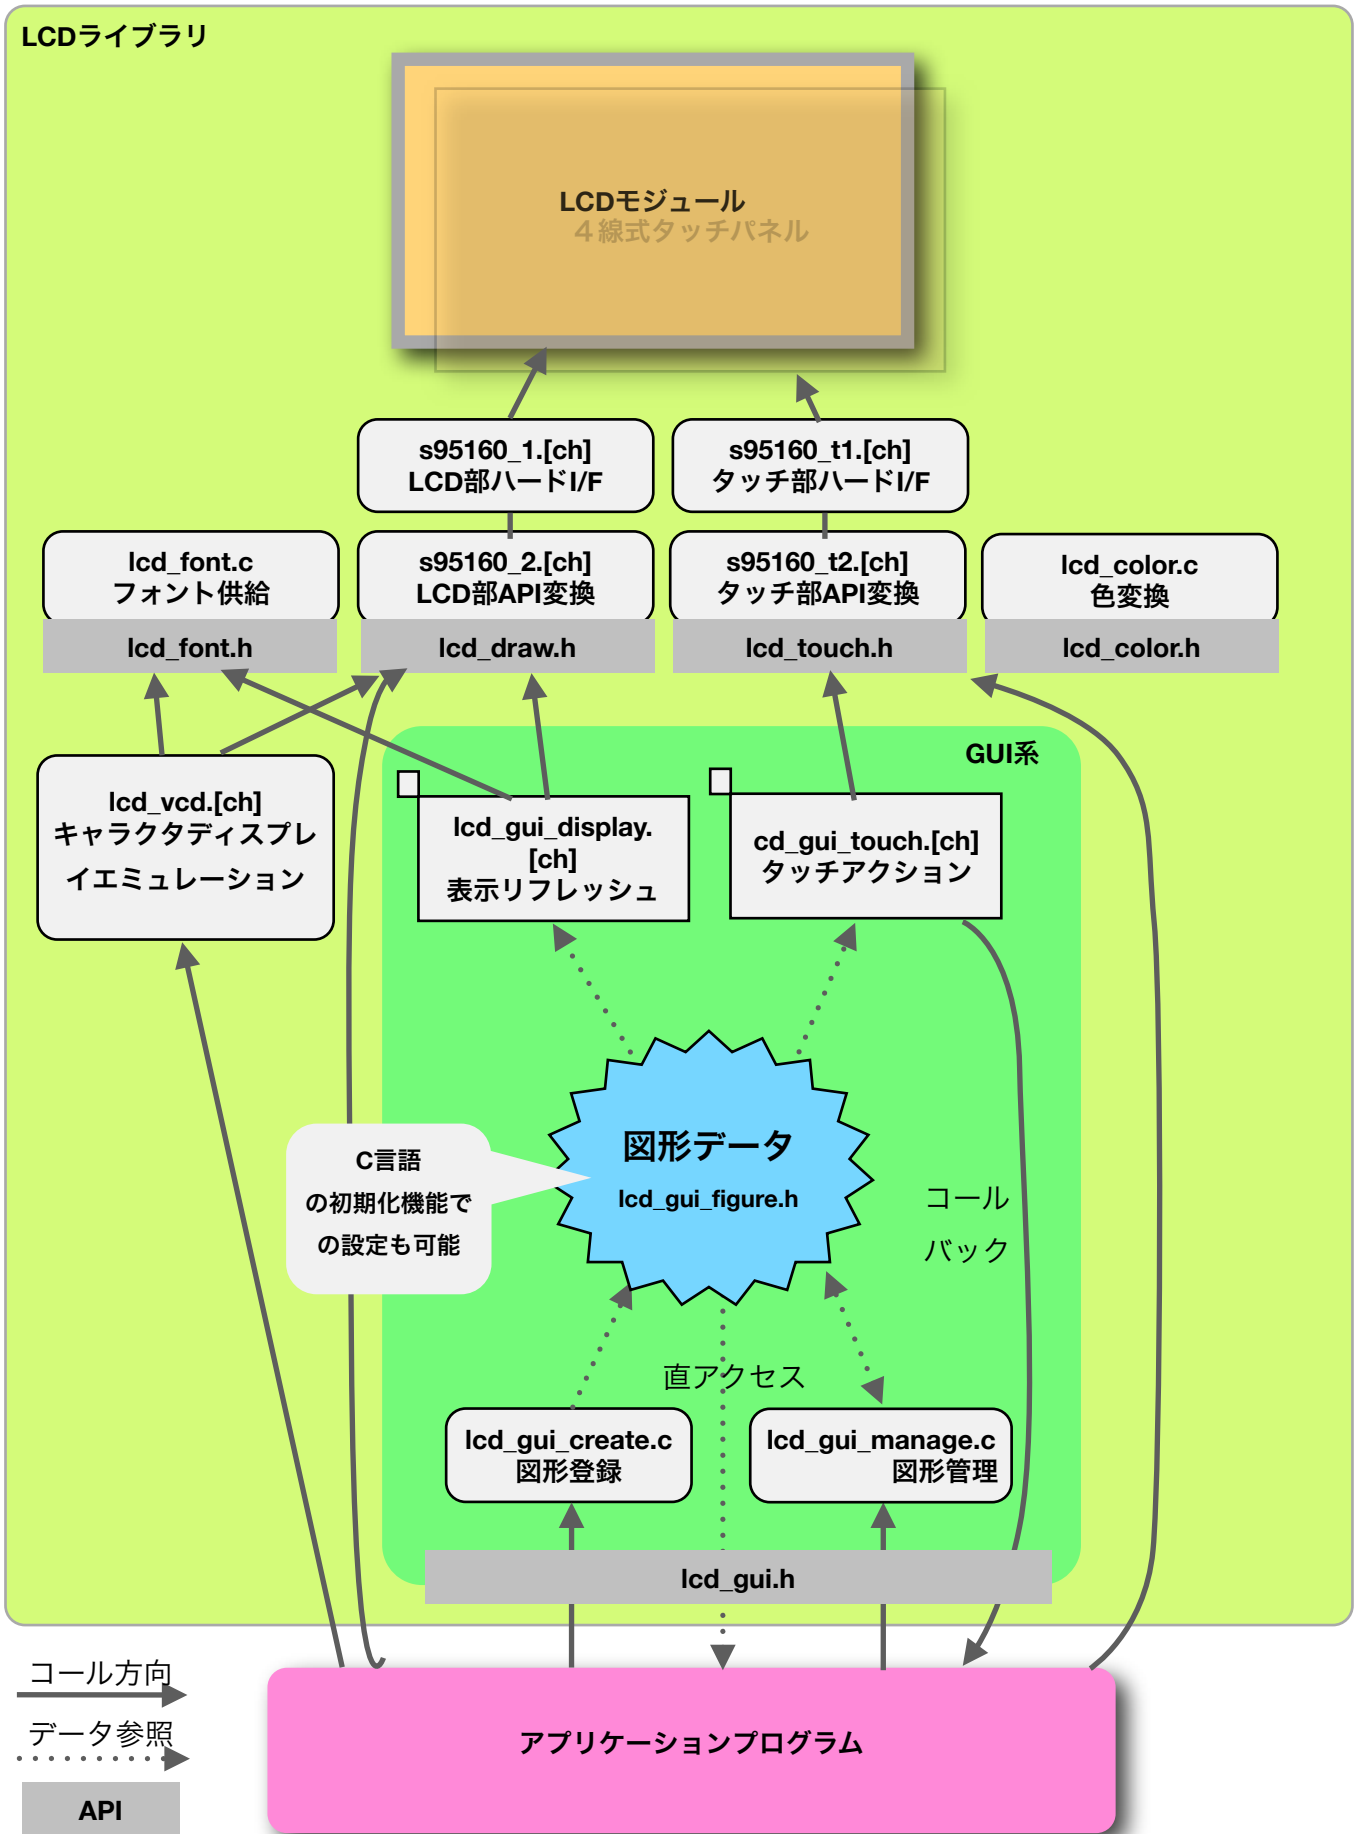 LCDライブラリ
LCDモジュール
４線式タッチパネル
s95160_1.[ch]
LCD部ハードI/F
s95160_t1.[ch]
タッチ部ハードI/F
lcd_font.c
フォント供給
s95160_2.[ch]
LCD部API変換
s95160_t2.[ch]
タッチ部API変換
lcd_color.c
色変換
lcd_font.h
lcd_draw.h
lcd_touch.h
lcd_color.h
GUI系
lcd_vcd.[ch]
キャラクタディスプレ
イエミュレーション
lcd_gui_display.
[ch]
表示リフレッシュ
cd_gui_touch.[ch]
タッチアクション
図形データ
lcd_gui_figure.h
C言語
の初期化機能で
の設定も可能
コール
バック
直アクセス
lcd_gui_create.c
図形登録
lcd_gui_manage.c
図形管理
lcd_gui.h
コール方向
データ参照
API
アプリケーションプログラム